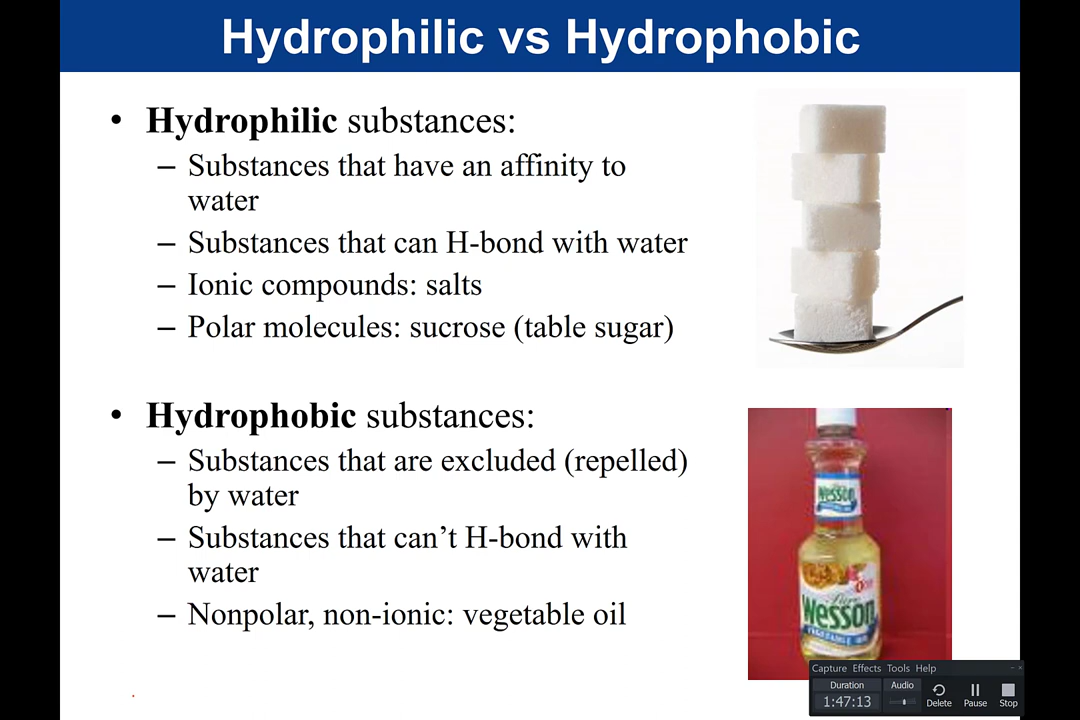 Hydrophilic vs Hydrophobic
• Hydrophilic substances:
– Substances that have an affinity to
water
– Substances that can H-bond with water
– Ionic compounds: salts
– Polar molecules: sucrose (table sugar)
• Hydrophobic substances:
– Substances that are excluded (repelled)
by water
– Substances that can’t H-bond with
water
– Nonpolar, non-ionic: vegetable oil
Wesson
Wesson
Capture Effects Tools Help
Duration Audio
1:47:13 Delete Pause Stop